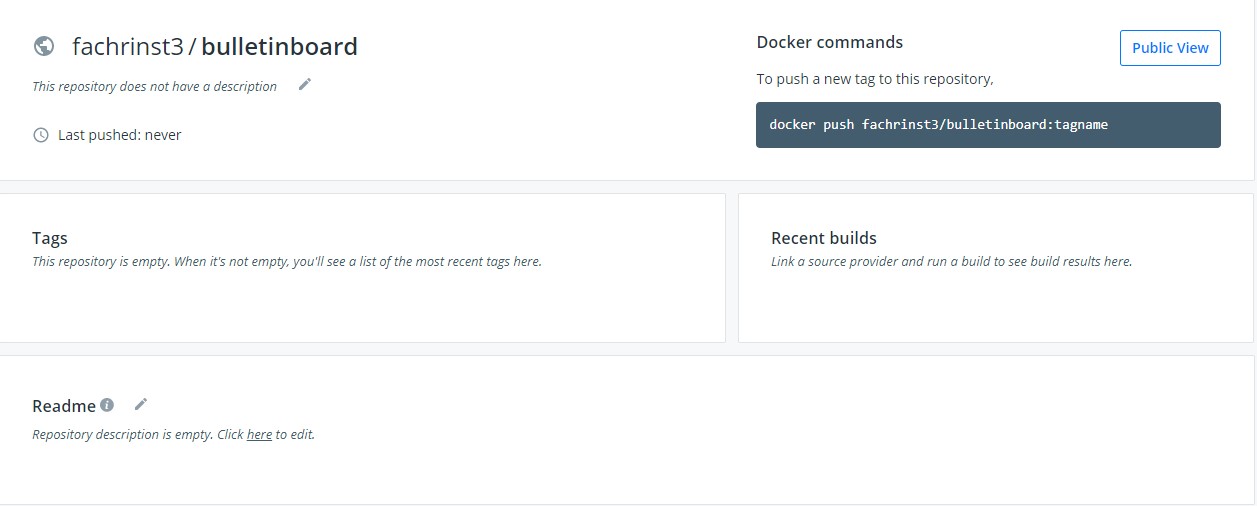 fachrinst3 / bulletinboard
This repository does not have a description
Last pushed: never
Docker commands
Public View
To push a new tag to this repository,
docker push fachrinst3/bulletinboard:tagname
Tags
This repository is empty. When it's not empty, you'll see a list of the most recent tags here.
Recent builds
Link a source provider and run a build to see build results here.
Readme
Repository description is empty. Click here to edit.